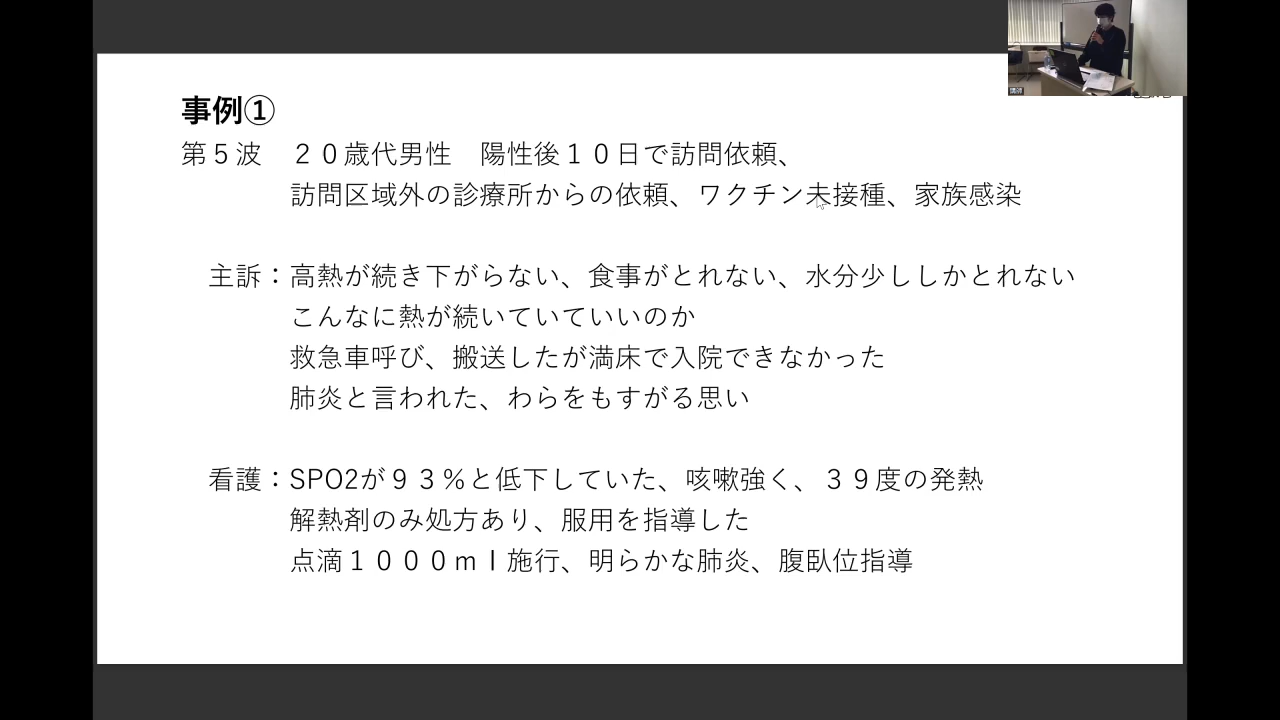 事例①
第５波　２０歳代男性　陽性後１０日で訪問依頼、
訪問区域外の診療所からの依頼、ワクチン未接種、家族感染
主訴：高熱が続き下がらない、食事がとれない、水分少ししかとれない
こんなに熱が続いていていいのか
救急車呼び、搬送したが満床で入院できなかった
肺炎と言われた、わらをもすがる思い
看護：SPO2が９３％と低下していた、咳嗽強く、３９度の発熱
解熱剤のみ処方あり、服用を指導した
点滴１０００ｍｌ施行、明らかな肺炎、腹臥位指導